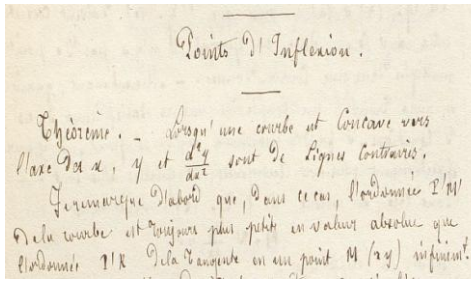 Points d'Inflexion.
Théorème. _ Lorsqu'une courbe est Concave vers
l'axe des x, y et d²y/dx² sont de Signes contraires.
Je remarque d'abord que, dans ce cas, l'ordonnée P'M'
de la courbe est toujours plus petite en valeur absolue que
l'ordonnée P'R de la tangente en un point M (xy) infinimt.